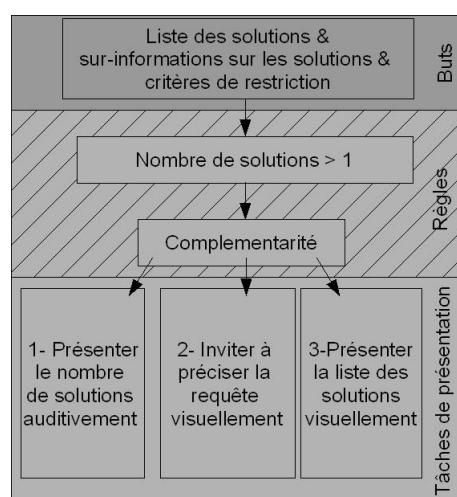 Liste des solutions &
sur-informations sur les solutions &
critères de restriction
Buts
Nombre de solutions > 1
Complementarité
Règles
1- Présenter
le nombre
de solutions
auditivement
2- Inviter à
préciser la
requête
visuellement
3-Présenter
la liste des
solutions
visuellement
Tâches de présentation